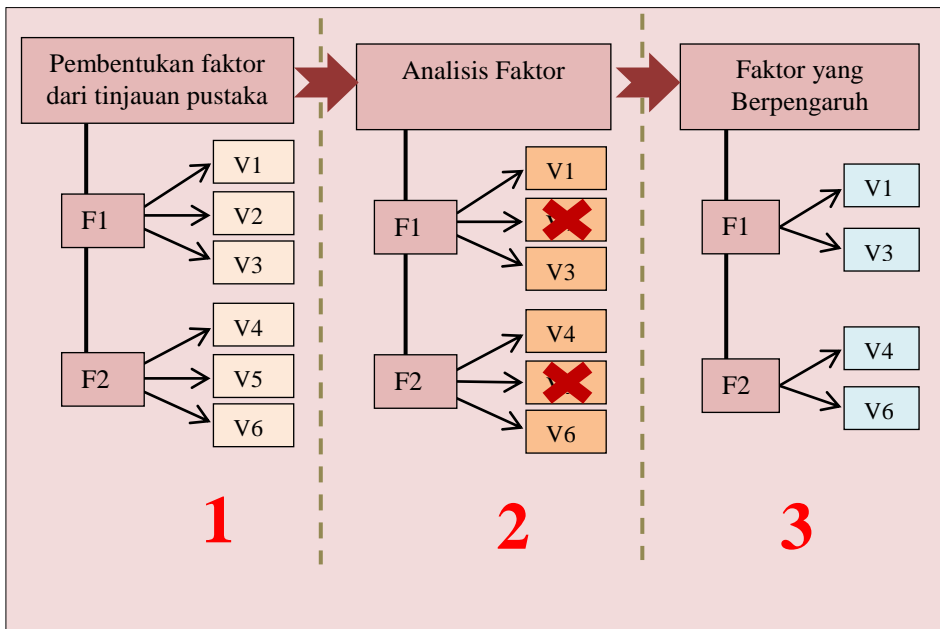 Pembentukan faktor
dari tinjauan pustaka
Analisis Faktor
Faktor yang
Berpengaruh
F1
V1
V2
V3
F2
V4
V5
V6
F1
V1
V3
F2
V4
V6
F1
V1
V3
F2
V4
V6
1
2
3